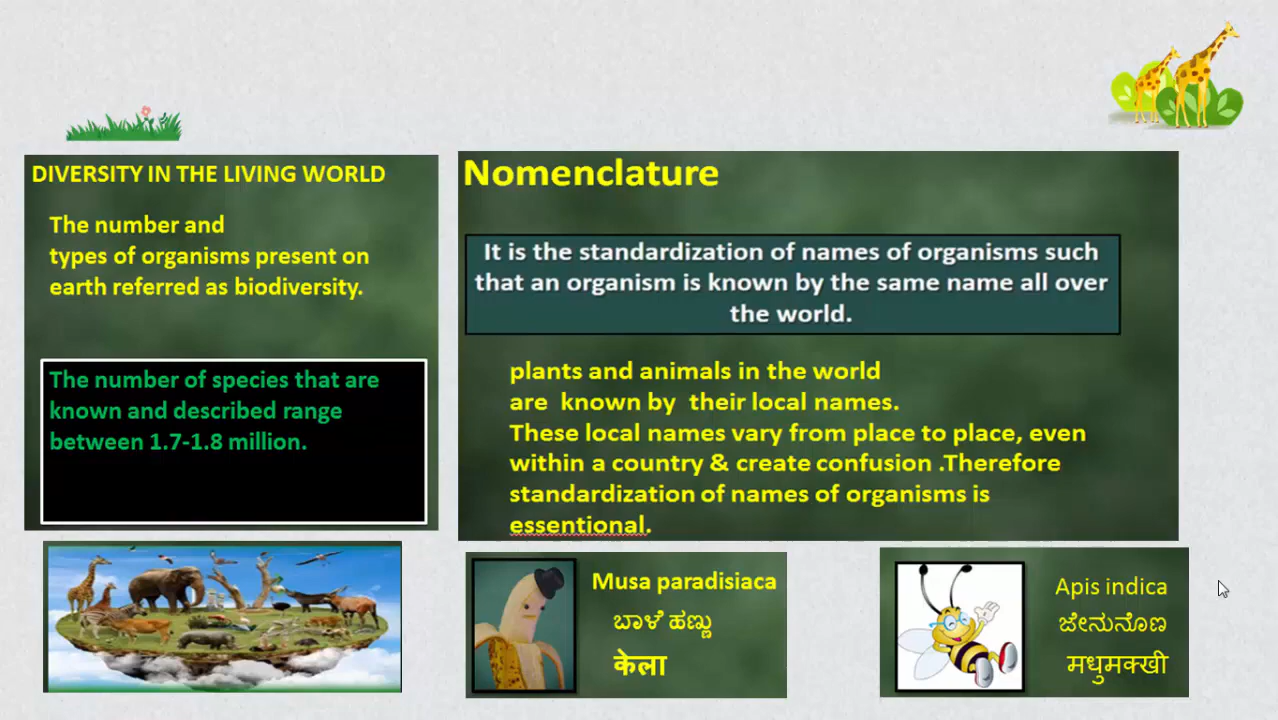 DIVERSITY IN THE LIVING WORLD
The number and
types of organisms present on
earth referred as biodiversity.
The number of species that are
known and described range
between 1.7-1.8 million.
Nomenclature
It is the standardization of names of organisms such
that an organism is known by the same name all over
the world.
plants and animals in the world
are known by their local names.
These local names vary from place to place, even
within a country & create confusion .Therefore
standardization of names of organisms is
essentional.
Musa paradisiaca
ಬಾಳೆ ಹಣ್ಣು
केला
Apis indica
ಜೇನುನೊಣ
मधुमक्खी